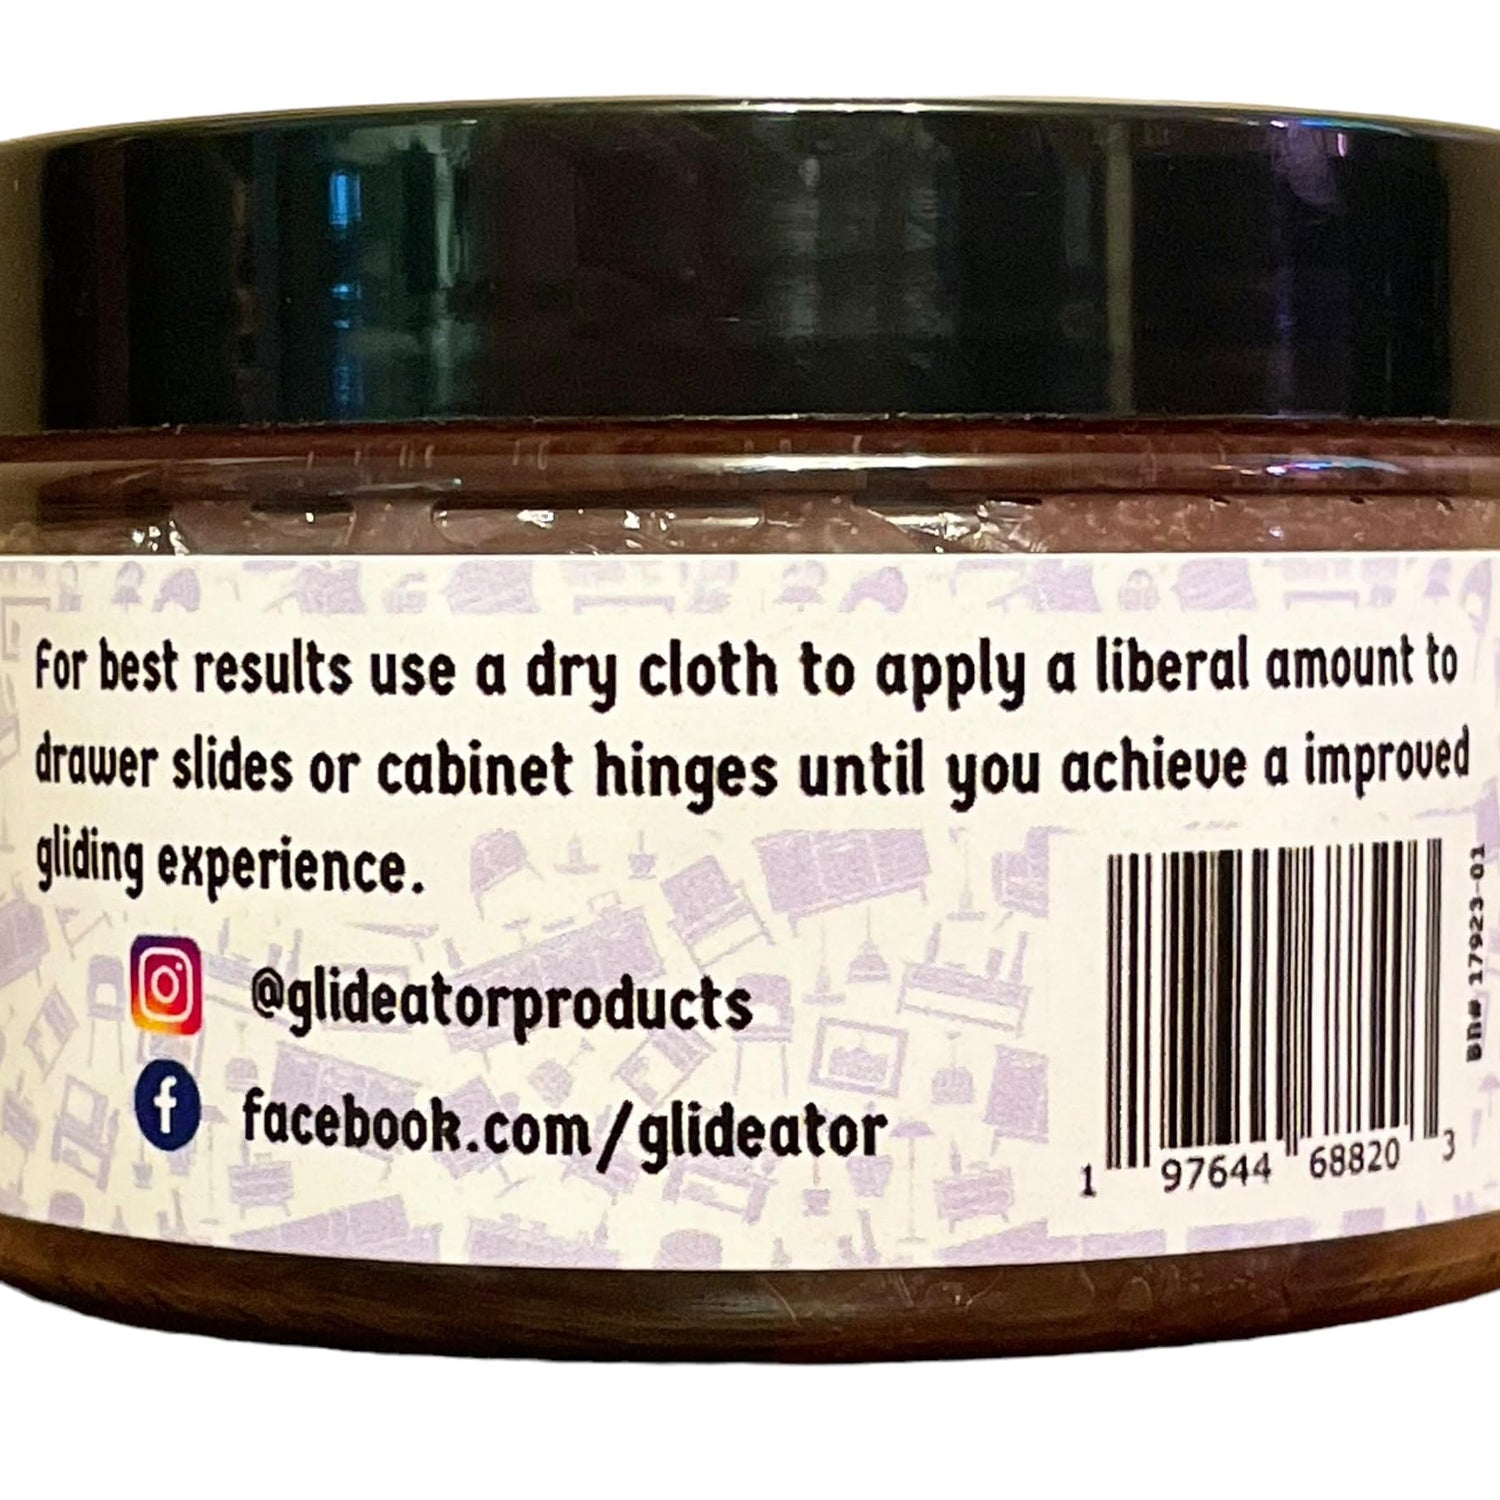 For best results use a dry cloth to apply a liberal amount to
drawer slides or cabinet hinges until you achieve a improved
gliding experience.
@glideatorproducts
f facebook.com/glideator
1 97644 68820 3
Bn# 17923-01